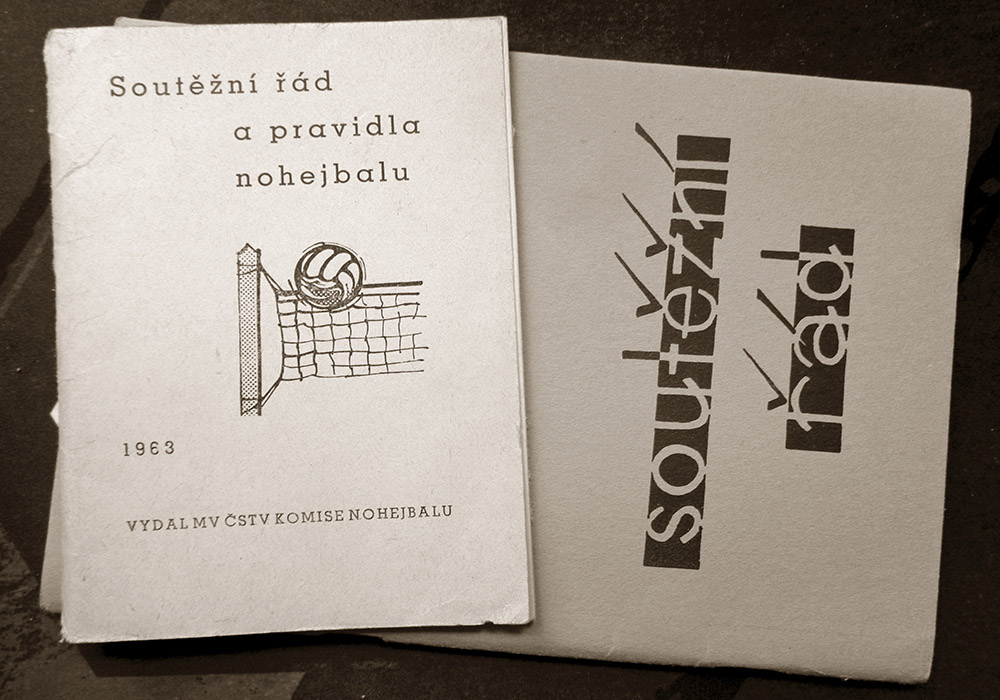 Soutěžní řád
a pravidla
nohejbalu
1963
VYDAL MV ČSTV KOMISE NOHEJBALU
soutěžní
řád